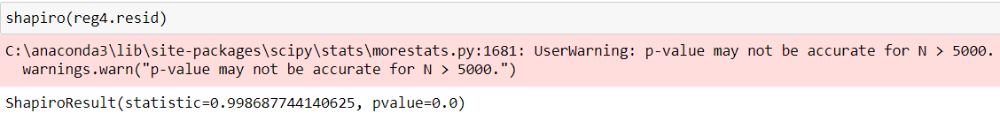 shapiro(reg4.resid)
C:\anaconda3\lib\site-packages\scipy\stats\morestats.py:1681: UserWarning: p-value may not be accurate for N > 5000.
  warnings.warn("p-value may not be accurate for N > 5000.")
ShapiroResult(statistic=0.998687744140625, pvalue=0.0)